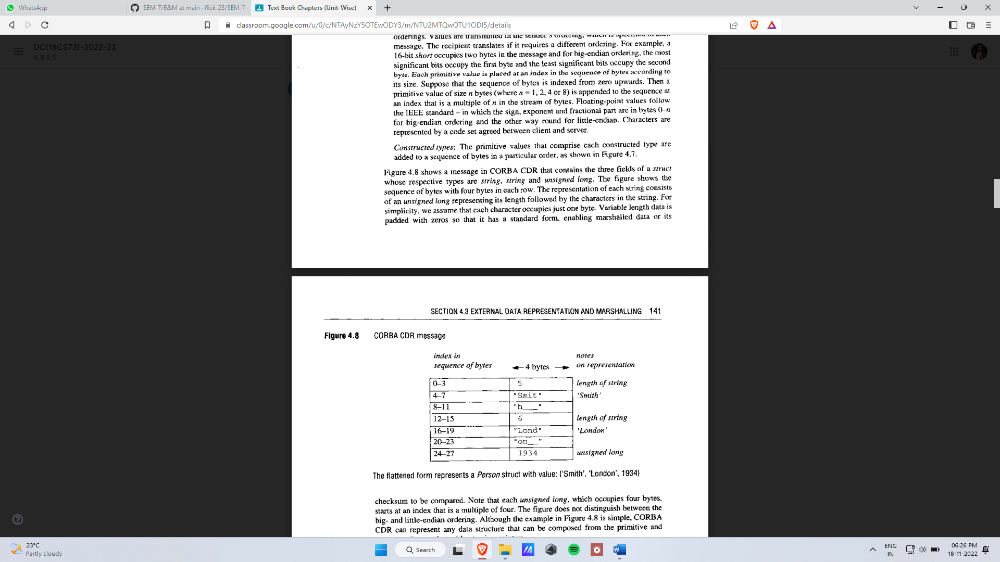 WhatsApp
SEM-7/E&M at main · flick-23/SEM-7
Text Book Chapters (Unit-Wise)
classroom.google.com/u/0/c/NTAyNzY5OTEwODY3/m/NTU2MTQwOTU1ODI5/details
DC(18CS73)-2022-23
A, B & C
orderings. Values are transmitted in the sender's ordering, which is specified in each
message. The recipient translates if it requires a different ordering. For example, a
16-bit short occupies two bytes in the message and for big-endian ordering, the most
significant bits occupy the first byte and the least significant bits occupy the second
byte. Each primitive value is placed at an index in the sequence of bytes according to
its size. Suppose that the sequence of bytes is indexed from zero upwards. Then a
primitive value of size n bytes (where n = 1, 2, 4 or 8) is appended to the sequence at
an index that is a multiple of n in the stream of bytes. Floating-point values follow
the IEEE standard – in which the sign, exponent and fractional part are in bytes 0–n
for big-endian ordering and the other way round for little-endian. Characters are
represented by a code set agreed between client and server.
Constructed types: The primitive values that comprise each constructed type are
added to a sequence of bytes in a particular order, as shown in Figure 4.7.
Figure 4.8 shows a message in CORBA CDR that contains the three fields of a struct
whose respective types are string, string and unsigned long. The figure shows the
sequence of bytes with four bytes in each row. The representation of each string consists
of an unsigned long representing its length followed by the characters in the string. For
simplicity, we assume that each character occupies just one byte. Variable length data is
padded with zeros so that it has a standard form, enabling marshalled data or its
SECTION 4.3 EXTERNAL DATA REPRESENTATION AND MARSHALLING 141
Figure 4.8 CORBA CDR message
index in
sequence of bytes
4 bytes
notes
on representation
0–3 5 length of string
4–7 "Smit" 'Smith'
8–11 "h___"
12–15 6 length of string
16–19 "Lond" 'London'
20–23 "on__"
24–27 1934 unsigned long
The flattened form represents a Person struct with value: {'Smith', 'London', 1934}
checksum to be compared. Note that each unsigned long, which occupies four bytes,
starts at an index that is a multiple of four. The figure does not distinguish between the
big- and little-endian ordering. Although the example in Figure 4.8 is simple, CORBA
CDR can represent any data structure that can be composed from the primitive and
23°C
Partly cloudy
Search
ENG
IN
06:26 PM
18-11-2022